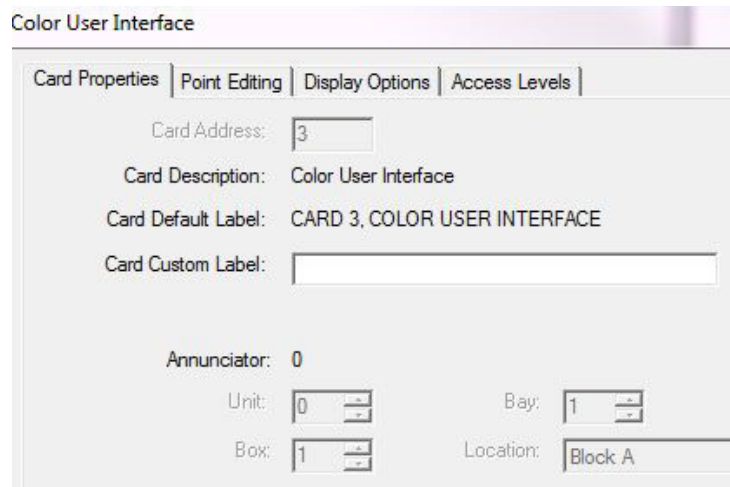 Color User Interface
Card Properties Point Editing Display Options Access Levels
Card Address: 3
Card Description: Color User Interface
Card Default Label: CARD 3, COLOR USER INTERFACE
Card Custom Label:
Annunciator: 0
Unit: 0 Bay: 1
Box: 1 Location: Block A